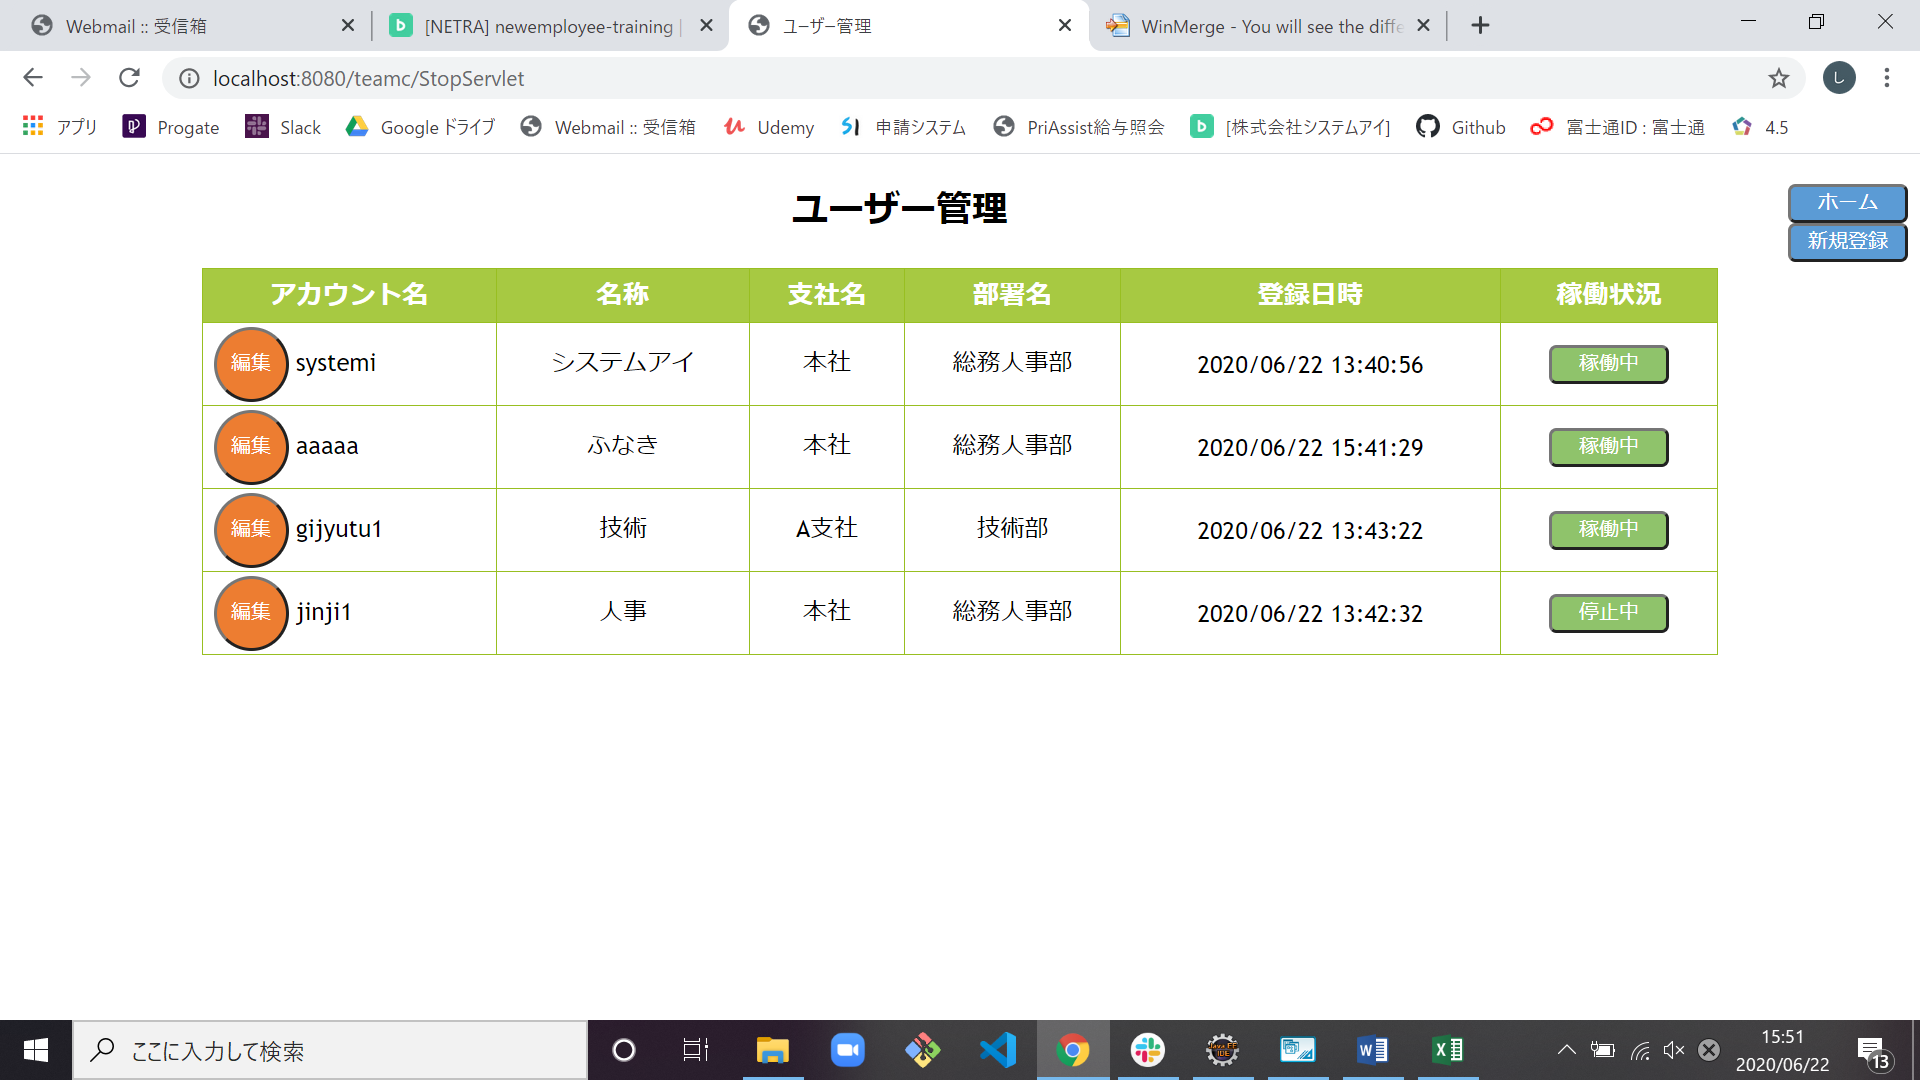 Webmail :: 受信箱
[NETRA] newemployee-training |
ユーザー管理
WinMerge - You will see the diffe
localhost:8080/teamc/StopServlet
し
アプリ
Progate
Slack
Google ドライブ
Webmail :: 受信箱
Udemy
申請システム
PriAssist給与照会
[株式会社システムアイ]
Github
富士通ID : 富士通
4.5
ユーザー管理
ホーム
新規登録
アカウント名 名称 支社名 部署名 登録日時 稼働状況
編集 systemi システムアイ 本社 総務人事部 2020/06/22 13:40:56 稼働中
編集 aaaaa ふなき 本社 総務人事部 2020/06/22 15:41:29 稼働中
編集 gijyutu1 技術 A支社 技術部 2020/06/22 13:43:22 稼働中
編集 jinji1 人事 本社 総務人事部 2020/06/22 13:42:32 停止中
ここに入力して検索
15:51
2020/06/22
13